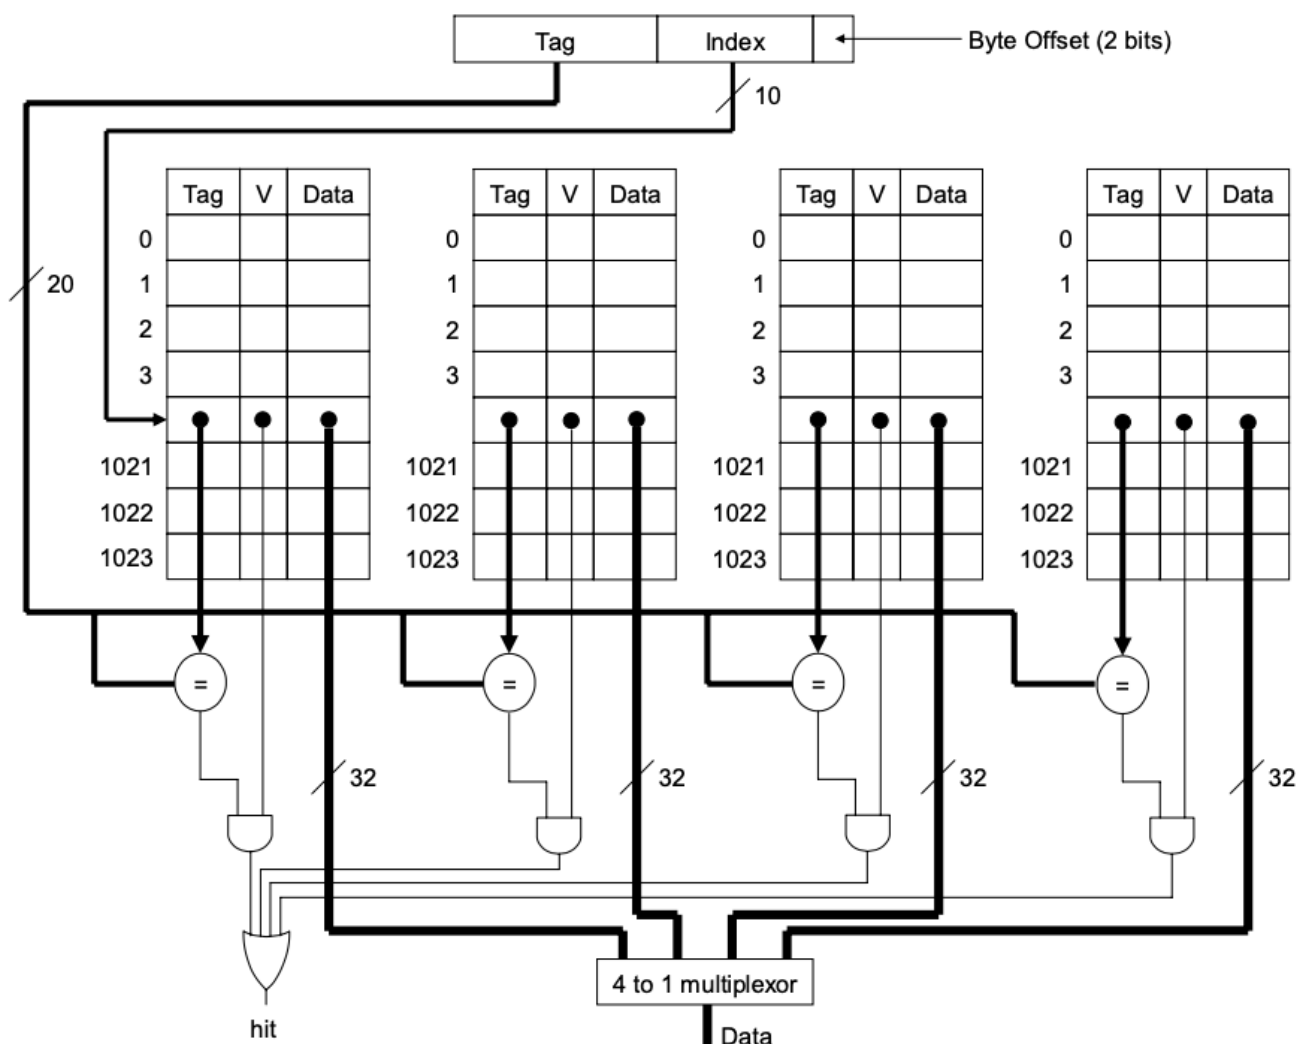 Tag Index Byte Offset (2 bits)
10
Tag V Data Tag V Data Tag V Data Tag V Data
0 0 0 0
20 1 1 1 1
2 2 2 2
3 3 3 3
1021 1021 1021 1021
1022 1022 1022 1022
1023 1023 1023 1023
= = = =
32 32 32 32
4 to 1 multiplexor
hit Data